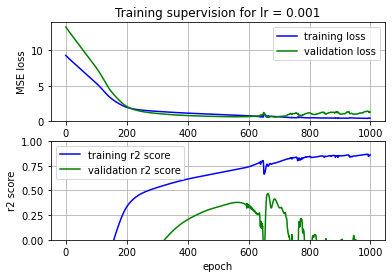 Training supervision for lr = 0.001
MSE loss
10
5
0
training loss
validation loss
0
200
400
600
800
1000
r2 score
1.00
0.75
0.50
0.25
0.00
training r2 score
validation r2 score
0
200
400
600
800
1000
epoch